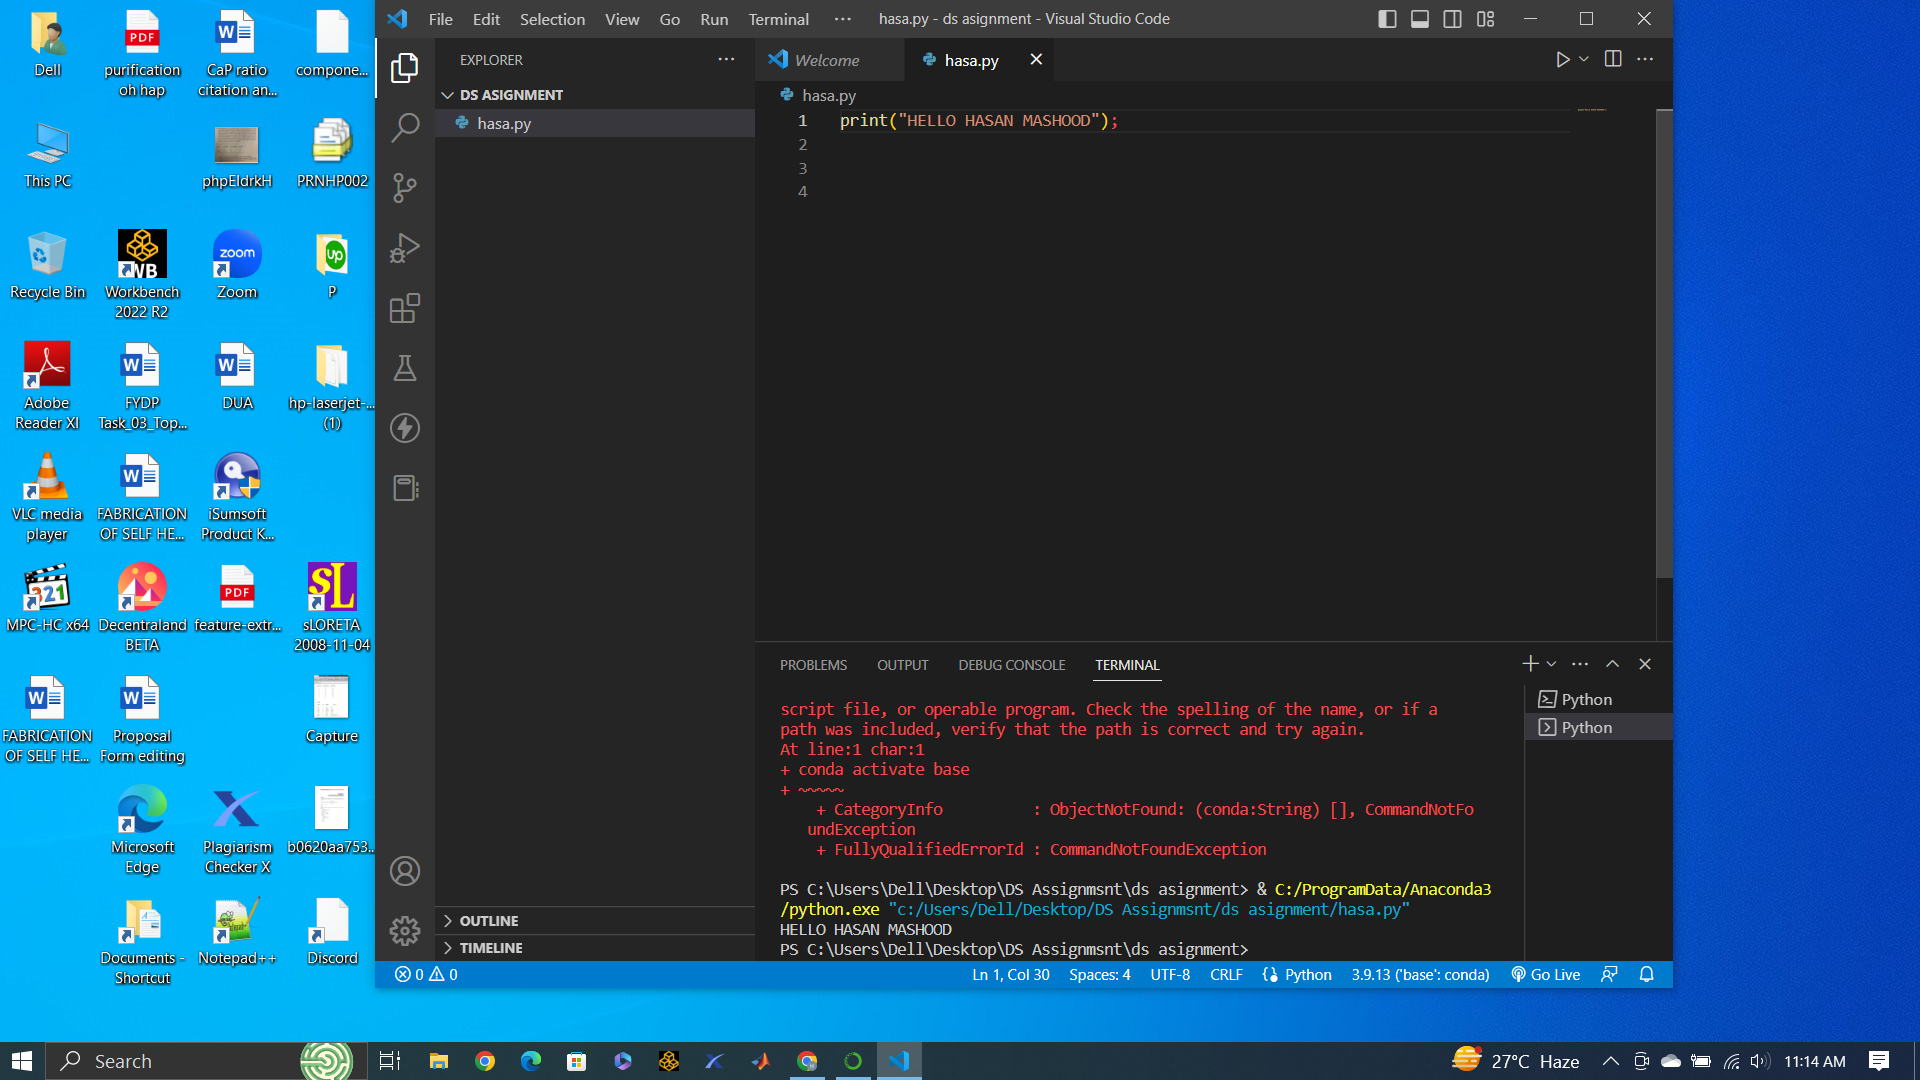 Dell
purification
oh hap
CaP ratio
citation an...
compone...
This PC
phpEIdrkH
PRNHP002
Recycle Bin
Workbench
2022 R2
Zoom
P
Adobe
Reader XI
FYDP
Task_03_Top...
DUA
hp-laserjet-...
(1)
VLC media
player
FABRICATION
OF SELF HE...
iSumsoft
Product K...
MPC-HC x64
Decentraland
BETA
feature-extr...
sLORETA
2008-11-04
FABRICATION
OF SELF HE...
Proposal
Form editing
Capture
Microsoft
Edge
Plagiarism
Checker X
b0620aa753...
Documents -
Shortcut
Notepad++
Discord
PDF
WB
zoom
up
321
PDF
sL
File Edit Selection View Go Run Terminal ··· hasa.py - ds asignment - Visual Studio Code
EXPLORER
DS ASIGNMENT
hasa.py
OUTLINE
TIMELINE
Welcome
hasa.py
hasa.py
1 print("HELLO HASAN MASHOOD");
2
3
4
PROBLEMS OUTPUT DEBUG CONSOLE TERMINAL
script file, or operable program. Check the spelling of the name, or if a
path was included, verify that the path is correct and try again.
At line:1 char:1
+ conda activate base
+ ~~~~~
+ CategoryInfo : ObjectNotFound: (conda:String) [], CommandNotFo
undException
+ FullyQualifiedErrorId : CommandNotFoundException
PS C:\Users\Dell\Desktop\DS Assignmsnt\ds asignment> & C:/ProgramData/Anaconda3
/python.exe "c:/Users/Dell/Desktop/DS Assignmsnt/ds asignment/hasa.py"
HELLO HASAN MASHOOD
PS C:\Users\Dell\Desktop\DS Assignmsnt\ds asignment>
Python
Python
0 0 Ln 1, Col 30 Spaces: 4 UTF-8 CRLF Python 3.9.13 ('base': conda) Go Live
Search
27°C Haze 11:14 AM